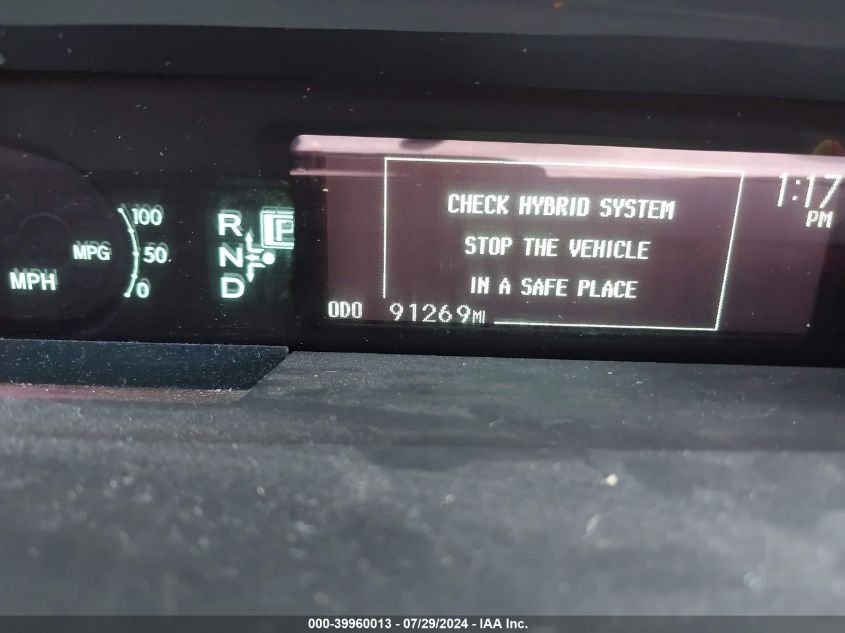 100
MPG 50
MPH 0
R P
N
D
CHECK HYBRID SYSTEM
STOP THE VEHICLE
IN A SAFE PLACE
1:17
PM
ODO 91269MI
000-39960013 - 07/29/2024 - IAA Inc.